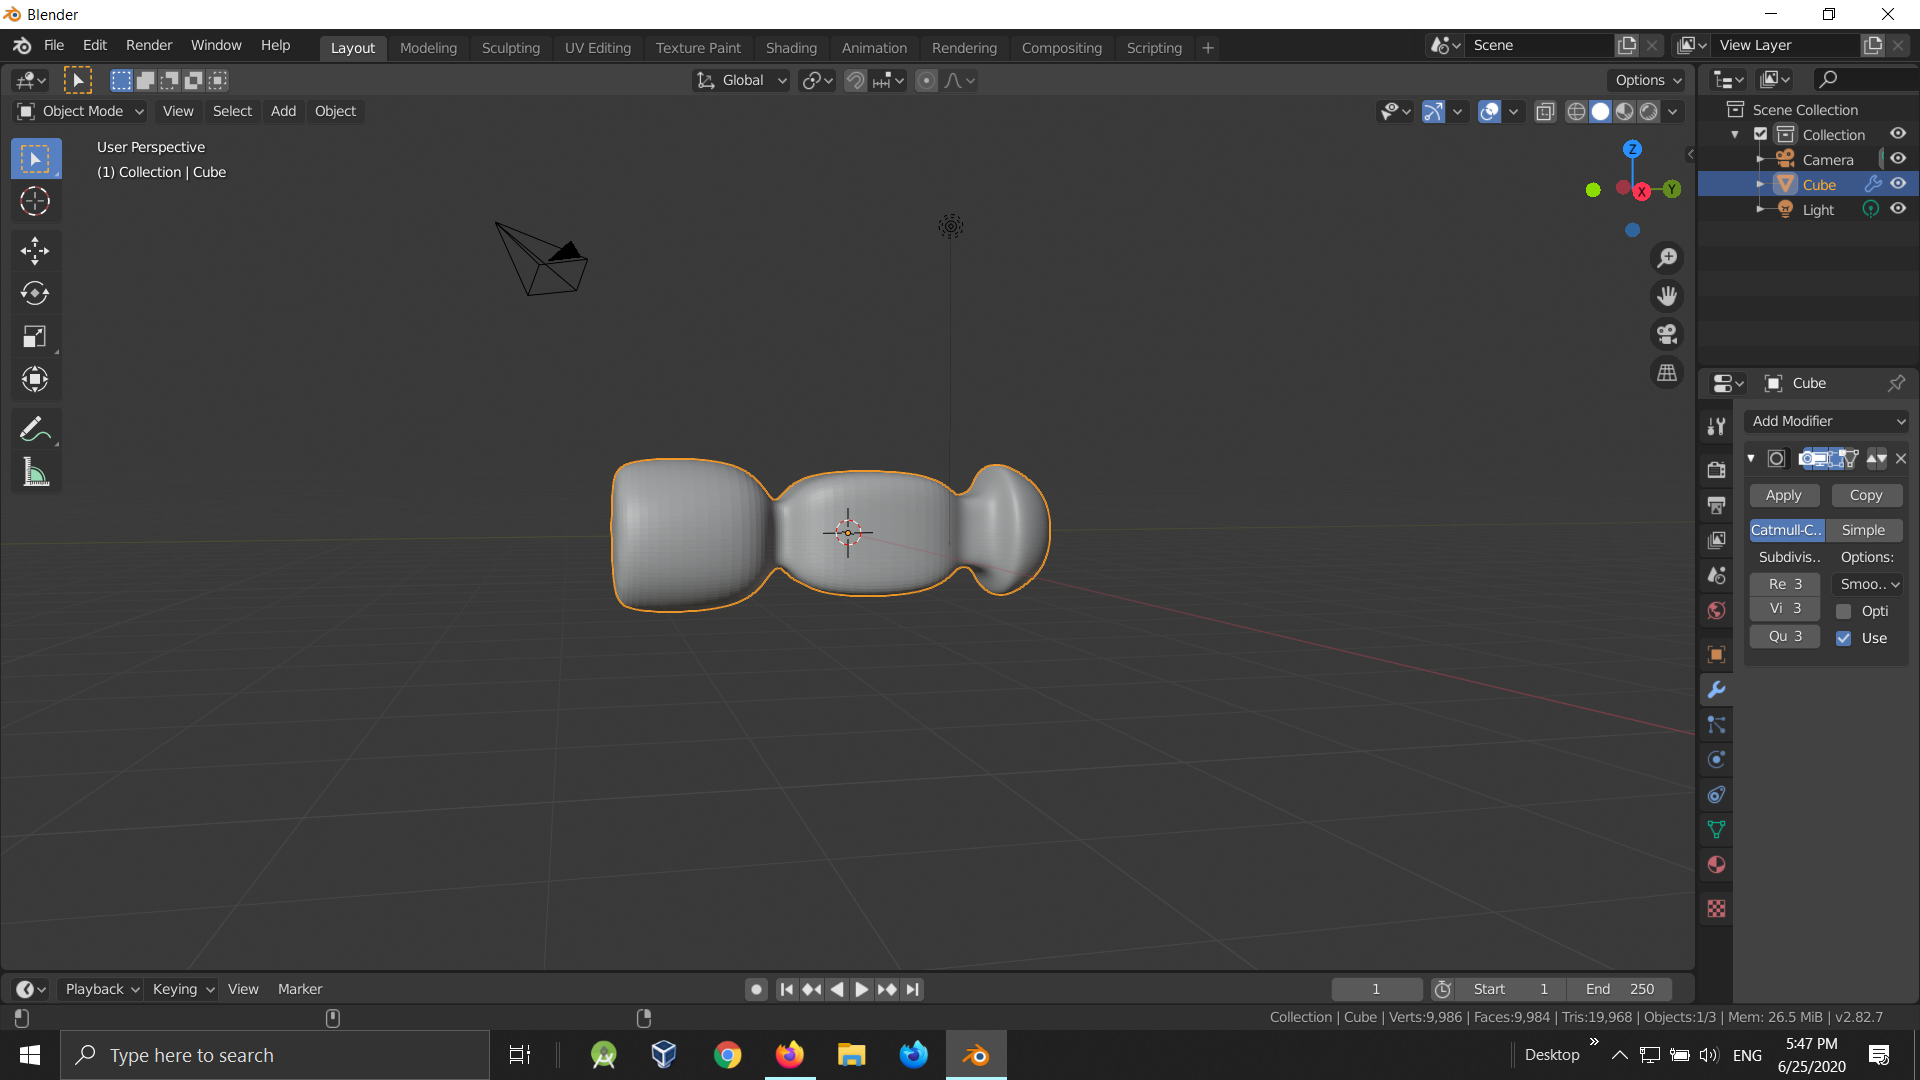 Blender
File Edit Render Window Help Layout Modeling Sculpting UV Editing Texture Paint Shading Animation Rendering Compositing Scripting + Scene View Layer
Global Options
Object Mode View Select Add Object
User Perspective
(1) Collection | Cube
Z
X Y
Scene Collection
Collection
Camera
Cube
Light
Cube
Add Modifier
Apply Copy
Catmull-C.. Simple
Subdivis.. Options:
Re 3 Smoo..
Vi 3 Opti
Qu 3 Use
Playback Keying View Marker 1 Start 1 End 250
Collection | Cube | Verts:9,986 | Faces:9,984 | Tris:19,968 | Objects:1/3 | Mem: 26.5 MiB | v2.82.7
Type here to search Desktop » ENG 5:47 PM
6/25/2020